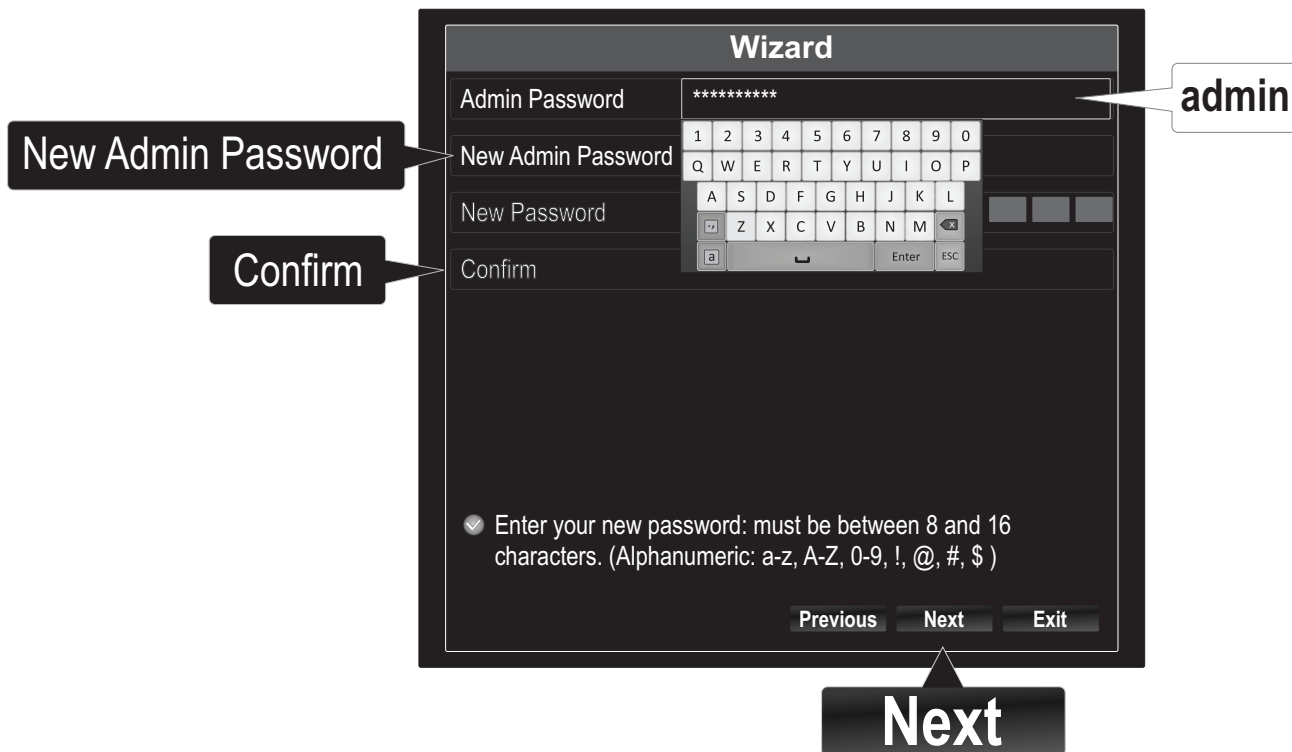 Wizard
Admin Password
**********
admin
New Admin Password
New Admin Password
1 2 3 4 5 6 7 8 9 0
Q W E R T Y U I O P
A S D F G H J K L
New Password
., Z X C V B N M X
Confirm
Confirm
a Enter ESC
Enter your new password: must be between 8 and 16
characters. (Alphanumeric: a-z, A-Z, 0-9, !, @, #, $ )
Previous Next Exit
Next